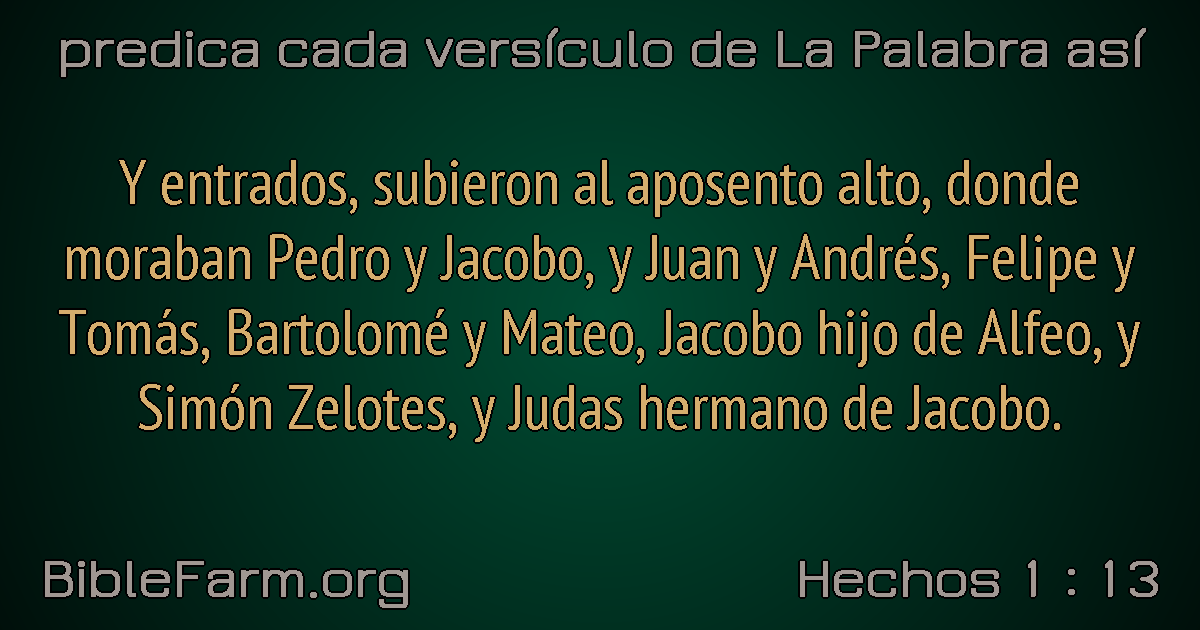 predica cada versículo de La Palabra así
Y entrados, subieron al aposento alto, donde
moraban Pedro y Jacobo, y Juan y Andrés, Felipe y
Tomás, Bartolomé y Mateo, Jacobo hijo de Alfeo, y
Simón Zelotes, y Judas hermano de Jacobo.
BibleFarm.org
Hechos 1 : 13